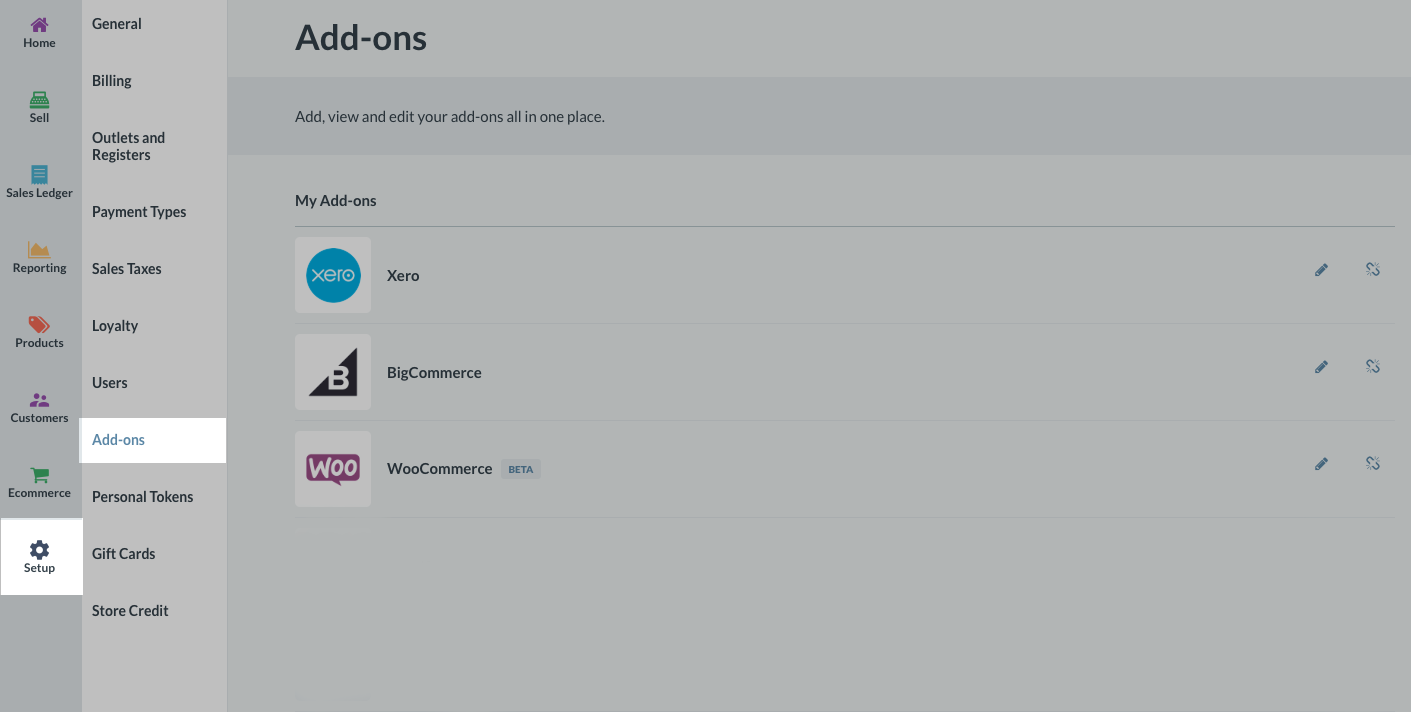 Home
Sell
Sales Ledger
Reporting
Products
Customers
Ecommerce
Setup
General
Billing
Outlets and
Registers
Payment Types
Sales Taxes
Loyalty
Users
Add-ons
Personal Tokens
Gift Cards
Store Credit
Add-ons
Add, view and edit your add-ons all in one place.
My Add-ons
xero
Xero
B
BigCommerce
Woo
WooCommerce BETA